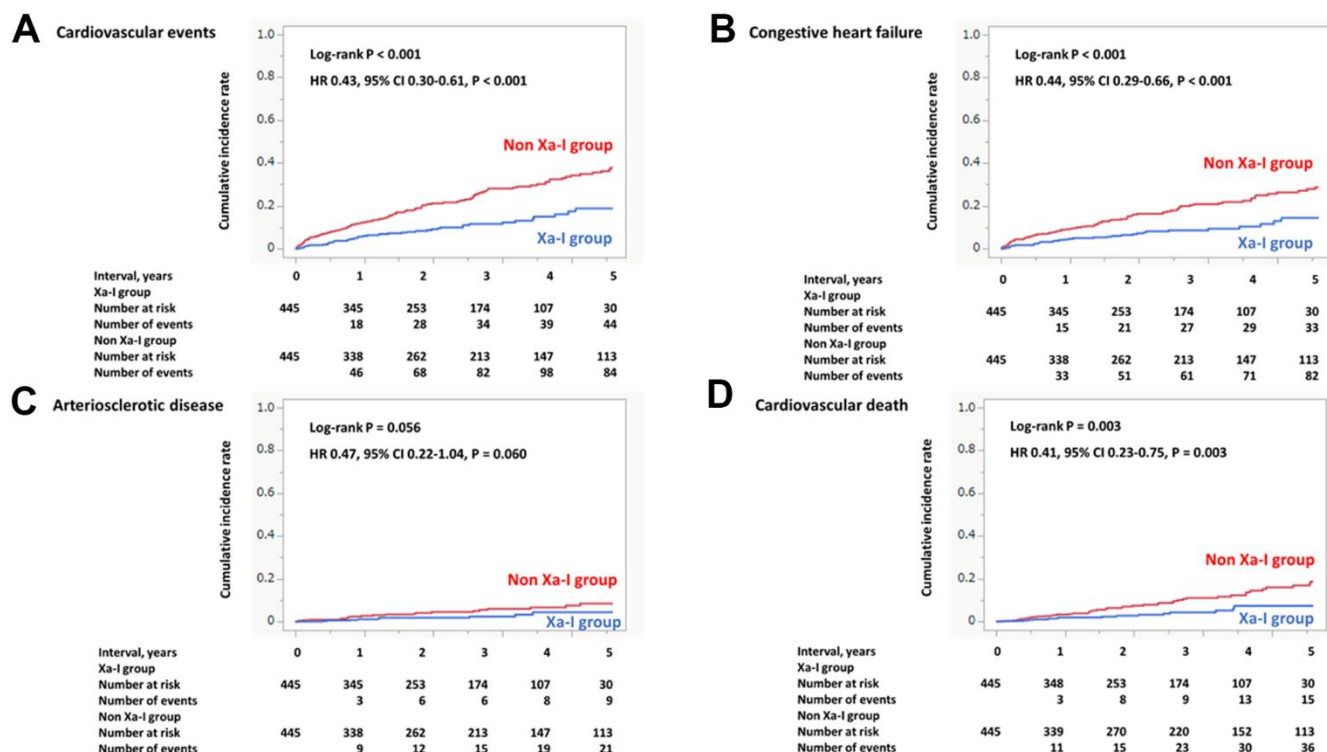 A Cardiovascular events
Cumulative incidence rate
1.0
0.8
0.6
0.4
0.2
0
Log-rank P < 0.001
HR 0.43, 95% CI 0.30-0.61, P < 0.001
Non Xa-I group
Xa-I group
Interval, years 0 1 2 3 4 5
Xa-I group
Number at risk 445 345 253 174 107 30
Number of events 18 28 34 39 44
Non Xa-I group
Number at risk 445 338 262 213 147 113
Number of events 46 68 82 98 84
B Congestive heart failure
Cumulative incidence rate
1.0
0.8
0.6
0.4
0.2
0
Log-rank P < 0.001
HR 0.44, 95% CI 0.29-0.66, P < 0.001
Non Xa-I group
Xa-I group
Interval, years 0 1 2 3 4 5
Xa-I group
Number at risk 445 345 253 174 107 30
Number of events 15 21 27 29 33
Non Xa-I group
Number at risk 445 338 262 213 147 113
Number of events 33 51 61 71 82
C Arteriosclerotic disease
Cumulative incidence rate
1.0
0.8
0.6
0.4
0.2
0
Log-rank P = 0.056
HR 0.47, 95% CI 0.22-1.04, P = 0.060
Non Xa-I group
Xa-I group
Interval, years 0 1 2 3 4 5
Xa-I group
Number at risk 445 345 253 174 107 30
Number of events 3 6 6 8 9
Non Xa-I group
Number at risk 445 338 262 213 147 113
Number of events 9 12 15 19 21
D Cardiovascular death
Cumulative incidence rate
1.0
0.8
0.6
0.4
0.2
0
Log-rank P = 0.003
HR 0.41, 95% CI 0.23-0.75, P = 0.003
Non Xa-I group
Xa-I group
Interval, years 0 1 2 3 4 5
Xa-I group
Number at risk 445 348 253 174 107 30
Number of events 3 8 9 13 15
Non Xa-I group
Number at risk 445 339 270 220 152 113
Number of events 11 15 23 29 36